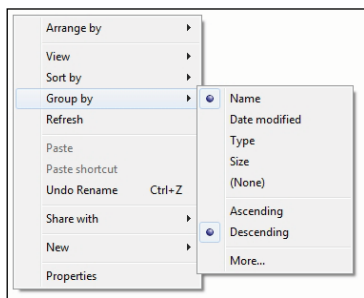 Arrange by
View
Sort by
Group by
Refresh
Paste
Paste shortcut
Undo Rename Ctrl+Z
Share with
New
Properties
Name
Date modified
Type
Size
(None)
Ascending
Descending
More...